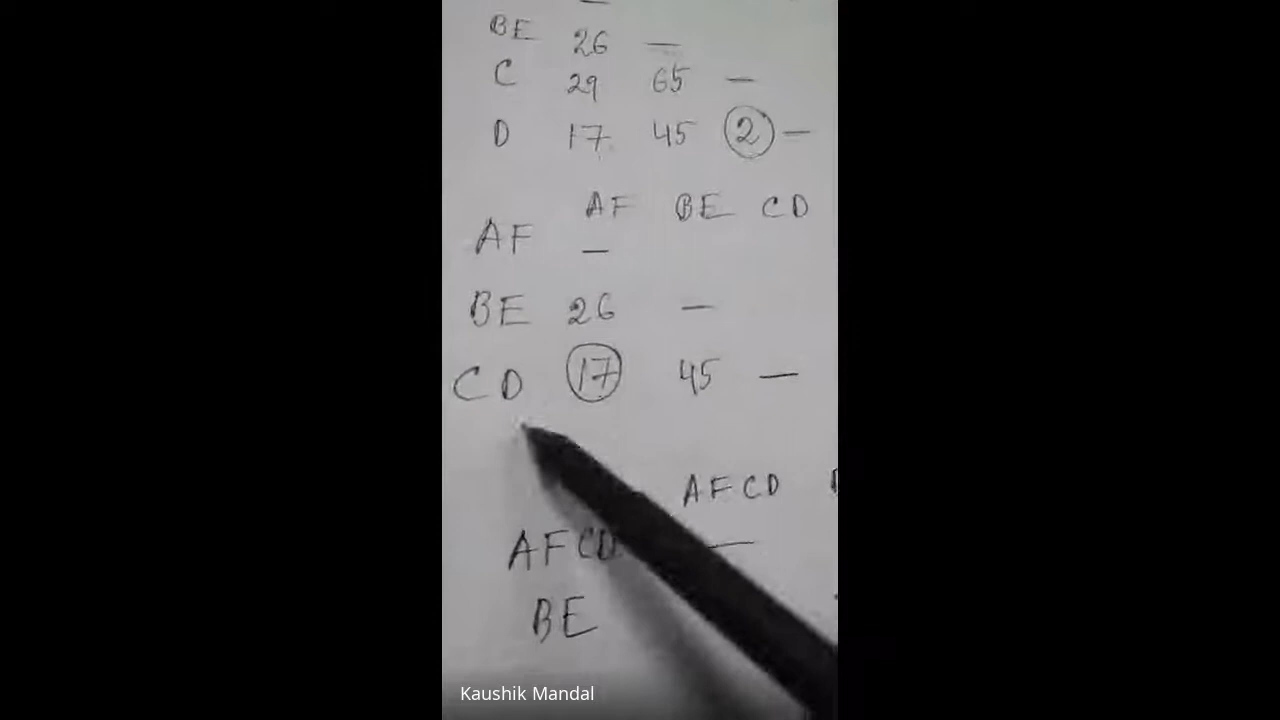 BE 26 —
C 29 65 —
D 17 45 2 —
AF BE CD
AF —
BE 26 —
CD 17 45 —
AFCD
AFCD —
BE
Kaushik Mandal